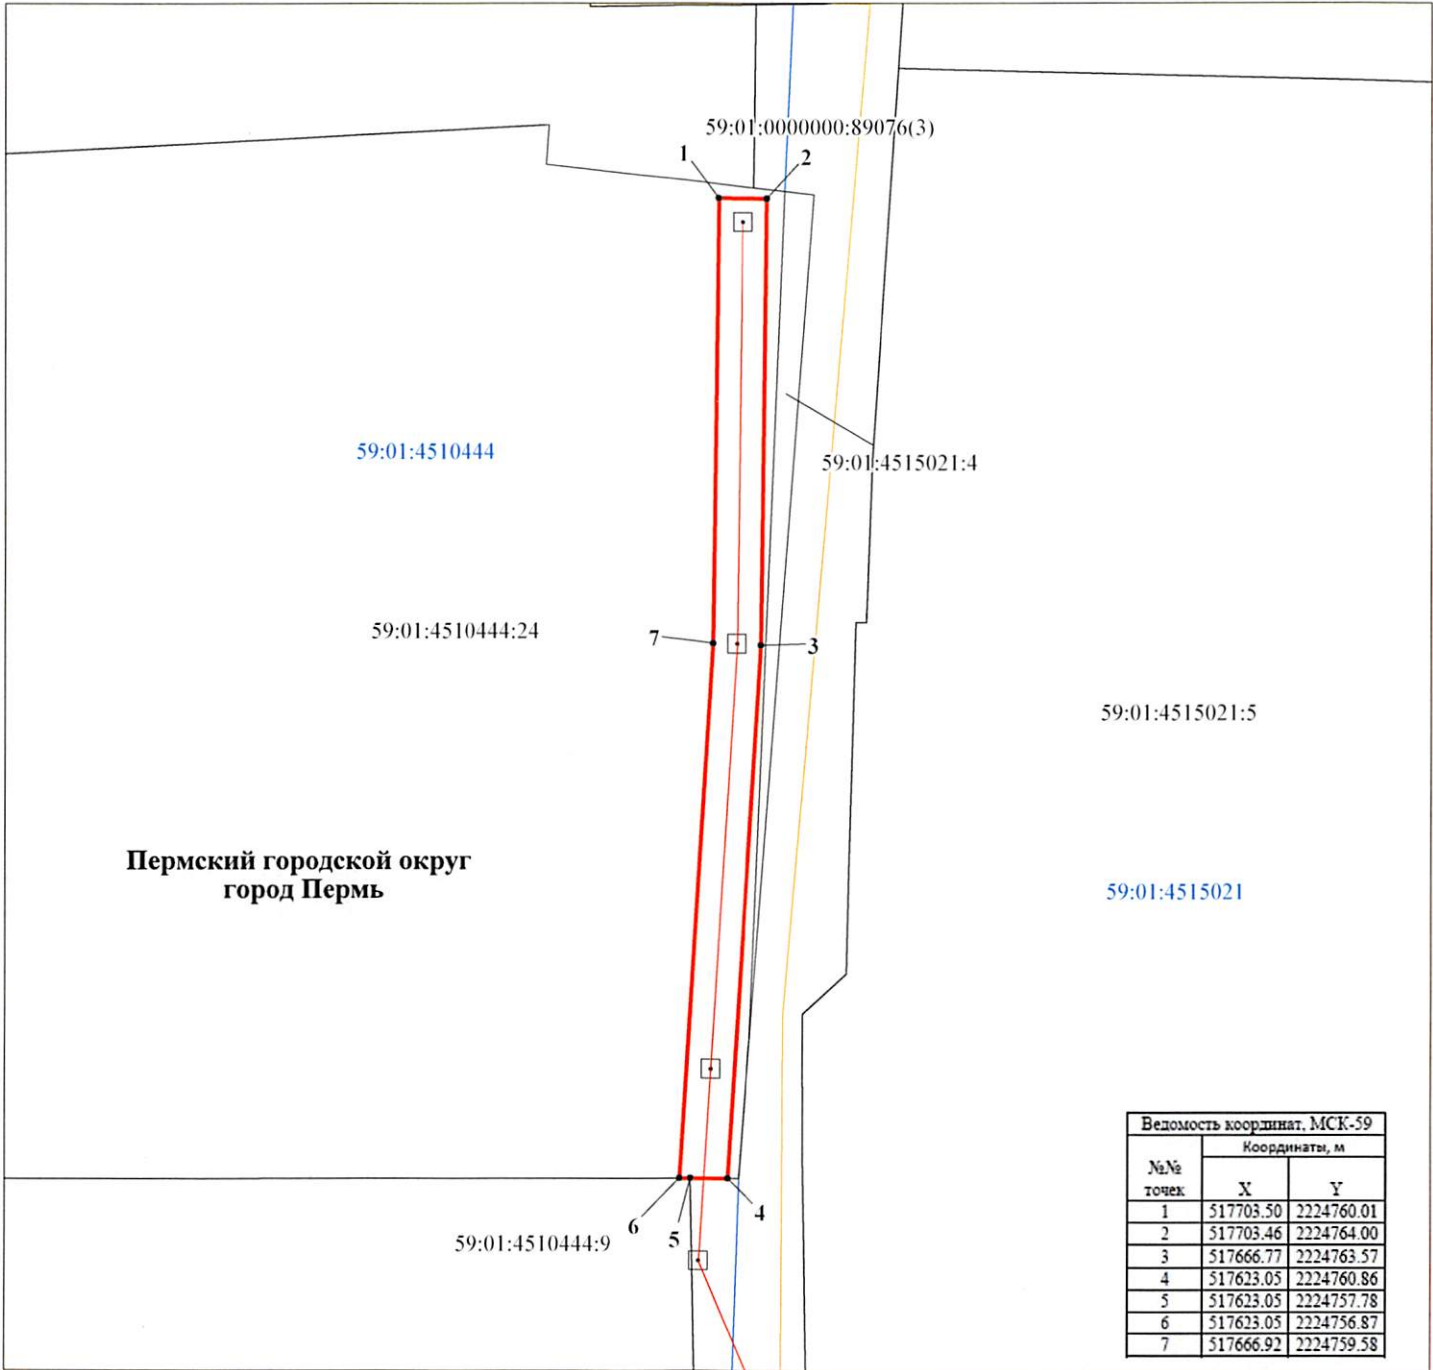 59:01:0000000:89076(3)
1
2
59:01:4510444
59:01:4515021:4
59:01:4510444:24
7
3
59:01:4515021:5
Пермский городской округ
город Пермь
59:01:4515021
6
5
4
59:01:4510444:9
Ведомость координат, МСК-59
№№ точек
Координаты, м
X Y
1 517703.50 2224760.01
2 517703.46 2224764.00
3 517666.77 2224763.57
4 517623.05 2224760.86
5 517623.05 2224757.78
6 517623.05 2224756.87
7 517666.92 2224759.58